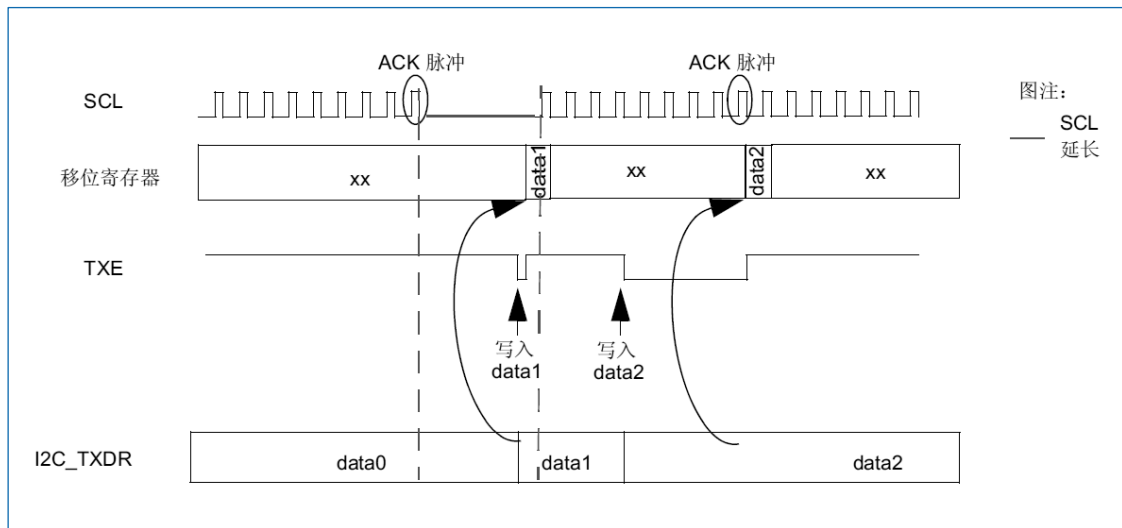 ACK 脉冲
ACK 脉冲
SCL
图注：
SCL
延长
移位寄存器
xx
data1
xx
data2
xx
TXE
写入
data1
写入
data2
I2C_TXDR
data0
data1
data2